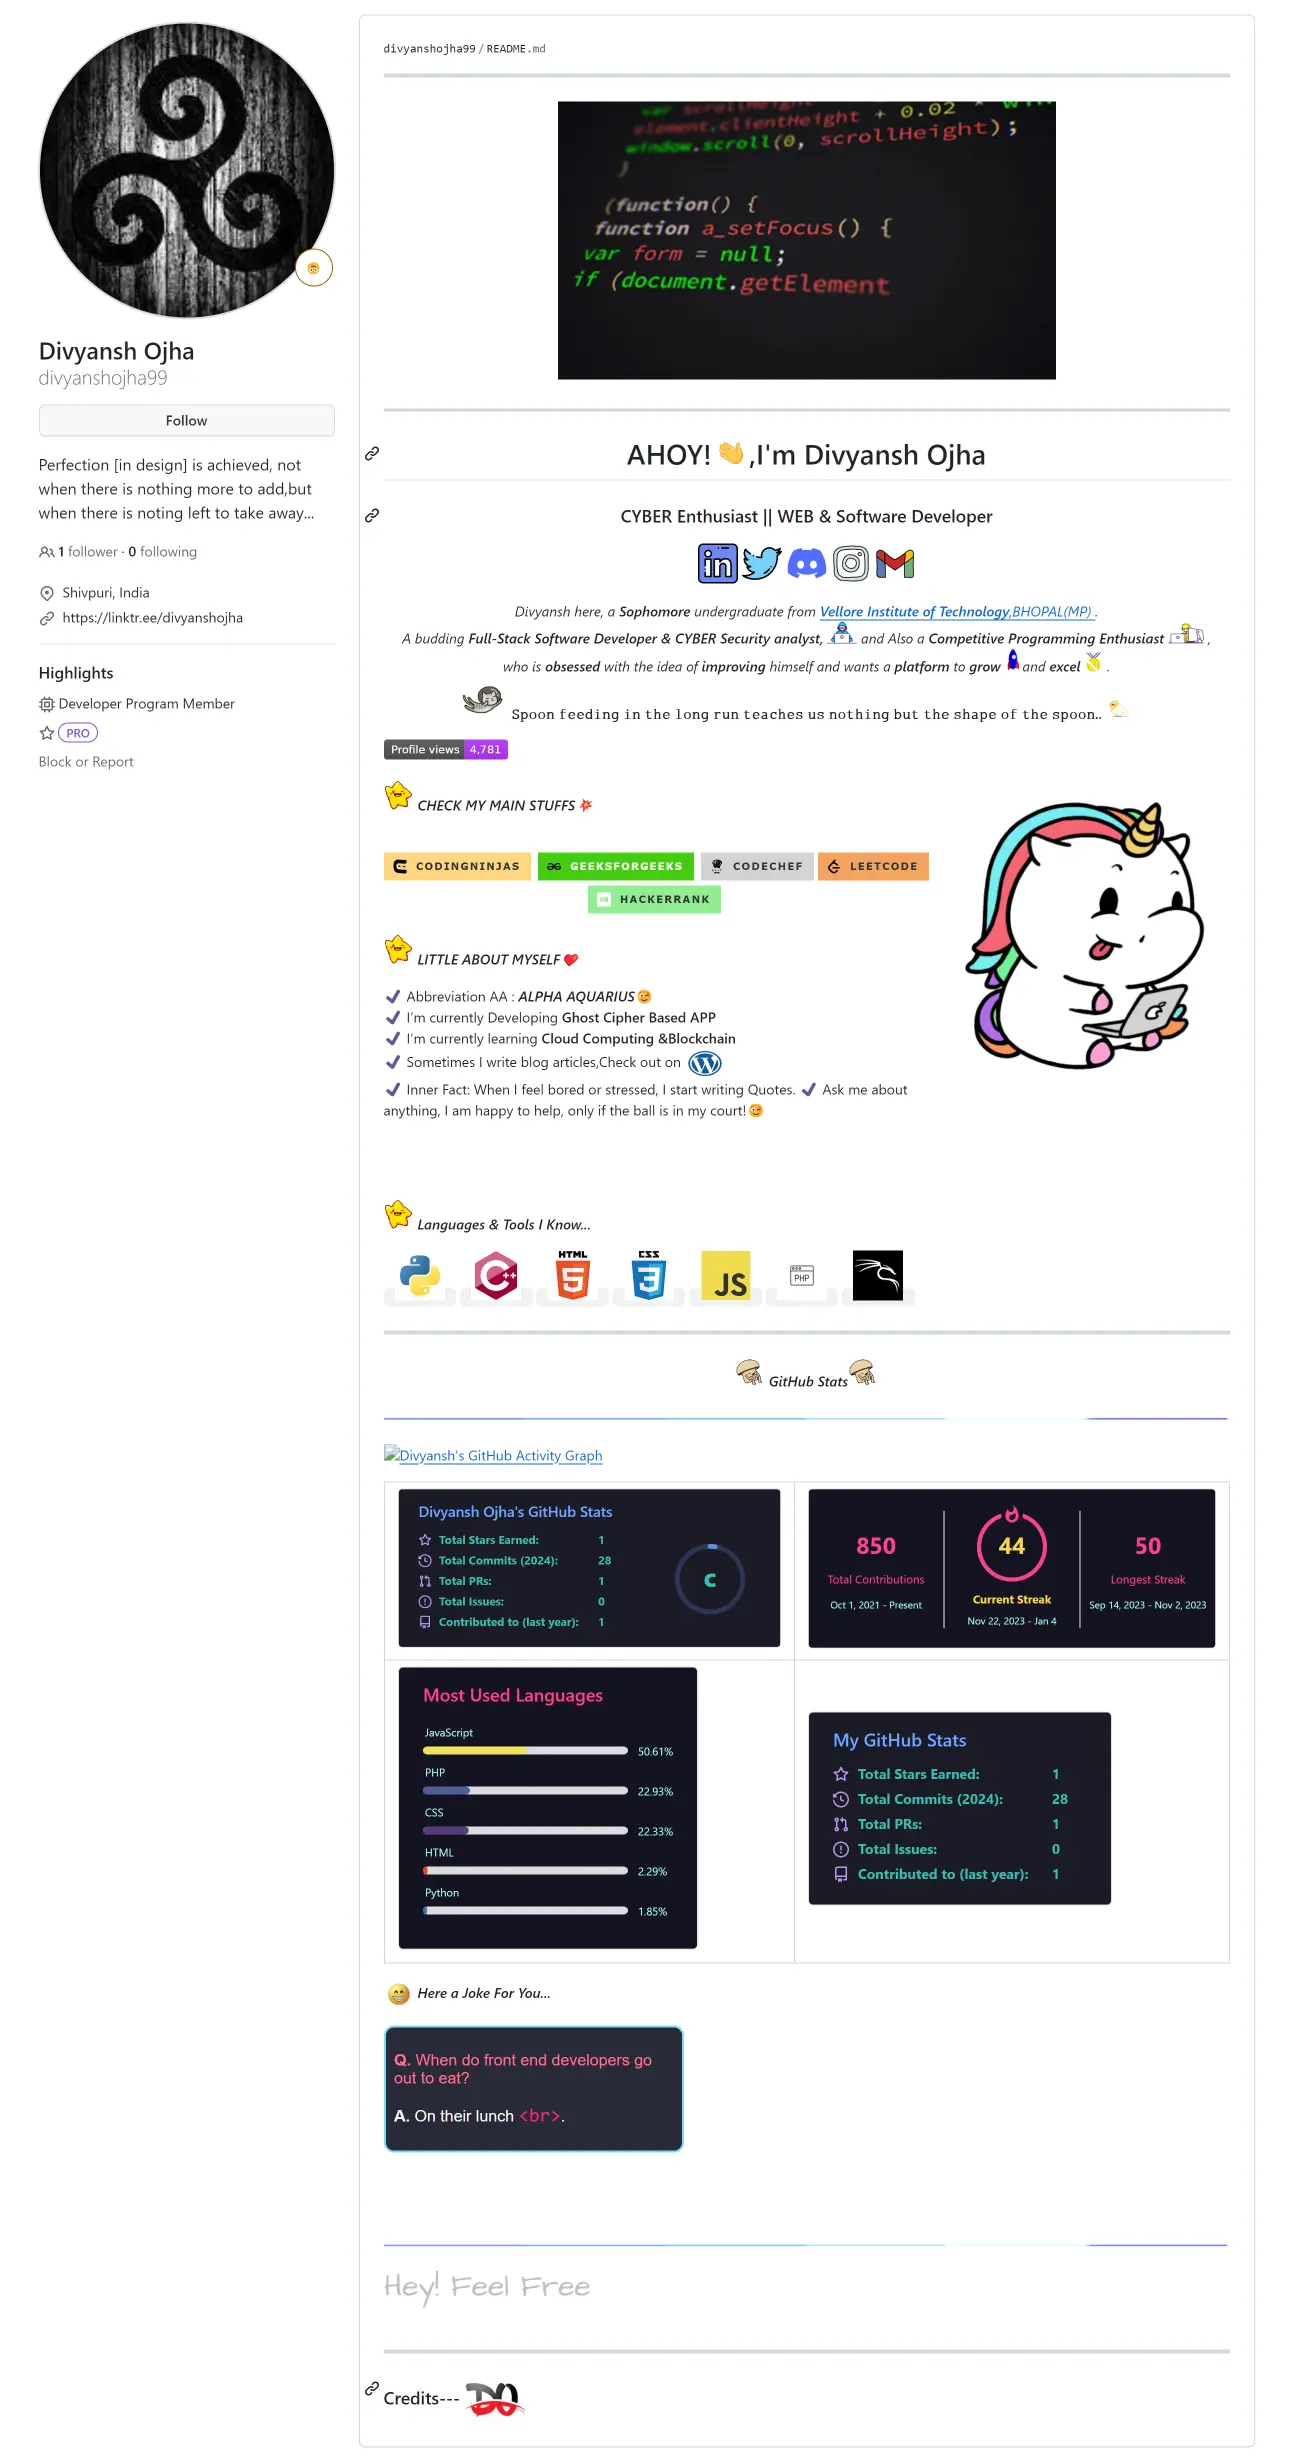 Divyansh Ojha
divyanshojha99
Follow
Perfection [in design] is achieved, not
when there is nothing more to add,but
when there is noting left to take away...
1 follower · 0 following
Shivpuri, India
https://linktr.ee/divyanshojha
Highlights
Developer Program Member
PRO
Block or Report
divyanshojha99 / README.md
element.clientHeight + 0.02 *
window.scroll(0, scrollHeight);
)
(function() {
function a_setFocus() {
var form = null;
if (document.getElement
AHOY! 👋,I'm Divyansh Ojha
CYBER Enthusiast || WEB & Software Developer
in
Divyansh here, a Sophomore undergraduate from Vellore Institute of Technology,BHOPAL(MP) .
A budding Full-Stack Software Developer & CYBER Security analyst, and Also a Competitive Programming Enthusiast ,
who is obsessed with the idea of improving himself and wants a platform to grow and excel .
Spoon feeding in the long run teaches us nothing but the shape of the spoon..
Profile views 4,781
CHECK MY MAIN STUFFS
CODINGNINJAS GEEKSFORGEEKS CODECHEF LEETCODE
HACKERRANK
LITTLE ABOUT MYSELF
✔ Abbreviation AA : ALPHA AQUARIUS😉
✔ I'm currently Developing Ghost Cipher Based APP
✔ I'm currently learning Cloud Computing &Blockchain
✔ Sometimes I write blog articles,Check out on
✔ Inner Fact: When I feel bored or stressed, I start writing Quotes. ✔ Ask me about
anything, I am happy to help, only if the ball is in my court!😉
Languages & Tools I Know...
C++ HTML 5 CSS 3 JS PHP
GitHub Stats
Divyansh's GitHub Activity Graph
Divyansh Ojha's GitHub Stats
Total Stars Earned: 1
Total Commits (2024): 28
Total PRs: 1
Total Issues: 0
Contributed to (last year): 1
C
850
Total Contributions
Oct 1, 2021 - Present
44
Current Streak
Nov 22, 2023 - Jan 4
50
Longest Streak
Sep 14, 2023 - Nov 2, 2023
Most Used Languages
JavaScript
50.61%
PHP
22.93%
CSS
22.33%
HTML
2.29%
Python
1.85%
My GitHub Stats
Total Stars Earned: 1
Total Commits (2024): 28
Total PRs: 1
Total Issues: 0
Contributed to (last year): 1
Here a Joke For You...
Q. When do front end developers go
out to eat?
A. On their lunch <br>.
Hey! Feel Free
Credits---